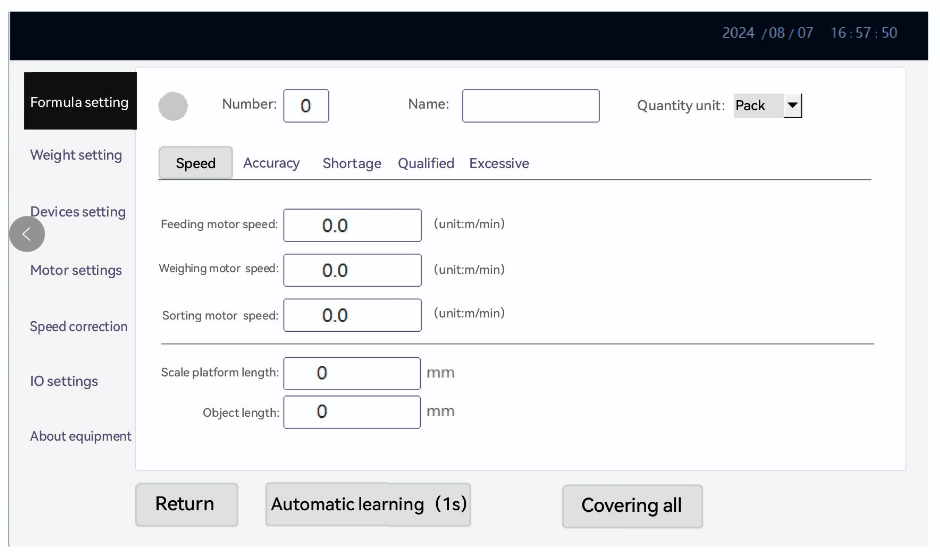 2024 /08/07 16:57:50
Formula setting
Number: 0 Name: Quantity unit: Pack
Weight setting
Speed Accuracy Shortage Qualified Excessive
Devices setting
Feeding motor speed: 0.0 (unit:m/min)
Motor settings
Weighing motor speed: 0.0 (unit:m/min)
Speed correction
Sorting motor speed: 0.0 (unit:m/min)
IO settings
Scale platform length: 0 mm
About equipment
Object length: 0 mm
Return Automatic learning (1s) Covering all